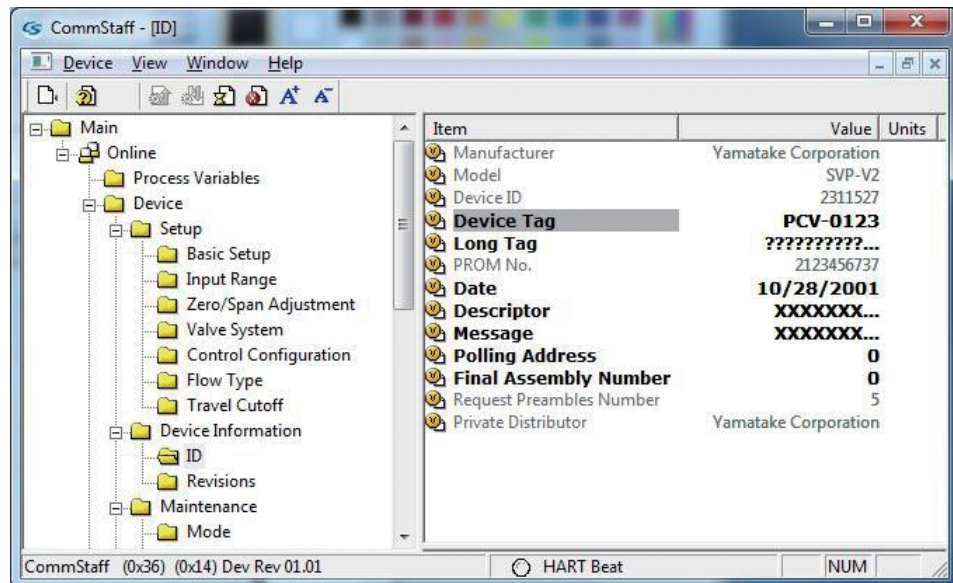 CommStaff - [ID]
Device View Window Help
Main
Online
Process Variables
Device
Setup
Basic Setup
Input Range
Zero/Span Adjustment
Valve System
Control Configuration
Flow Type
Travel Cutoff
Device Information
ID
Revisions
Maintenance
Mode
Item Value Units
Manufacturer Yamatake Corporation
Model SVP-V2
Device ID 2311527
Device Tag PCV-0123
Long Tag ??????????...
PROM No. 2123456737
Date 10/28/2001
Descriptor XXXXXXX...
Message XXXXXXX...
Polling Address 0
Final Assembly Number 0
Request Preambles Number 5
Private Distributor Yamatake Corporation
CommStaff (0x36) (0x14) Dev Rev 01.01 HART Beat NUM